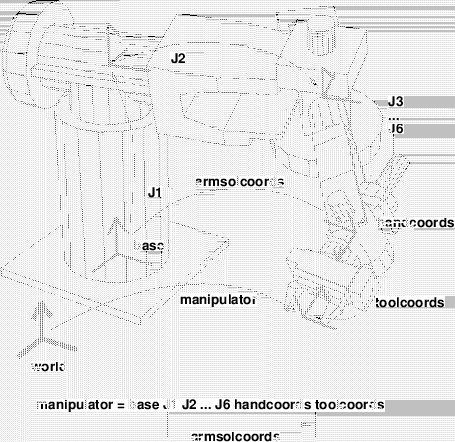 J2
J3
...
J6
armsolcoords
J1
handcoords
base
manipulator
toolcoords
world
manipulator = base J1 J2 ... J6 handcoords toolcoords
armsolcoords